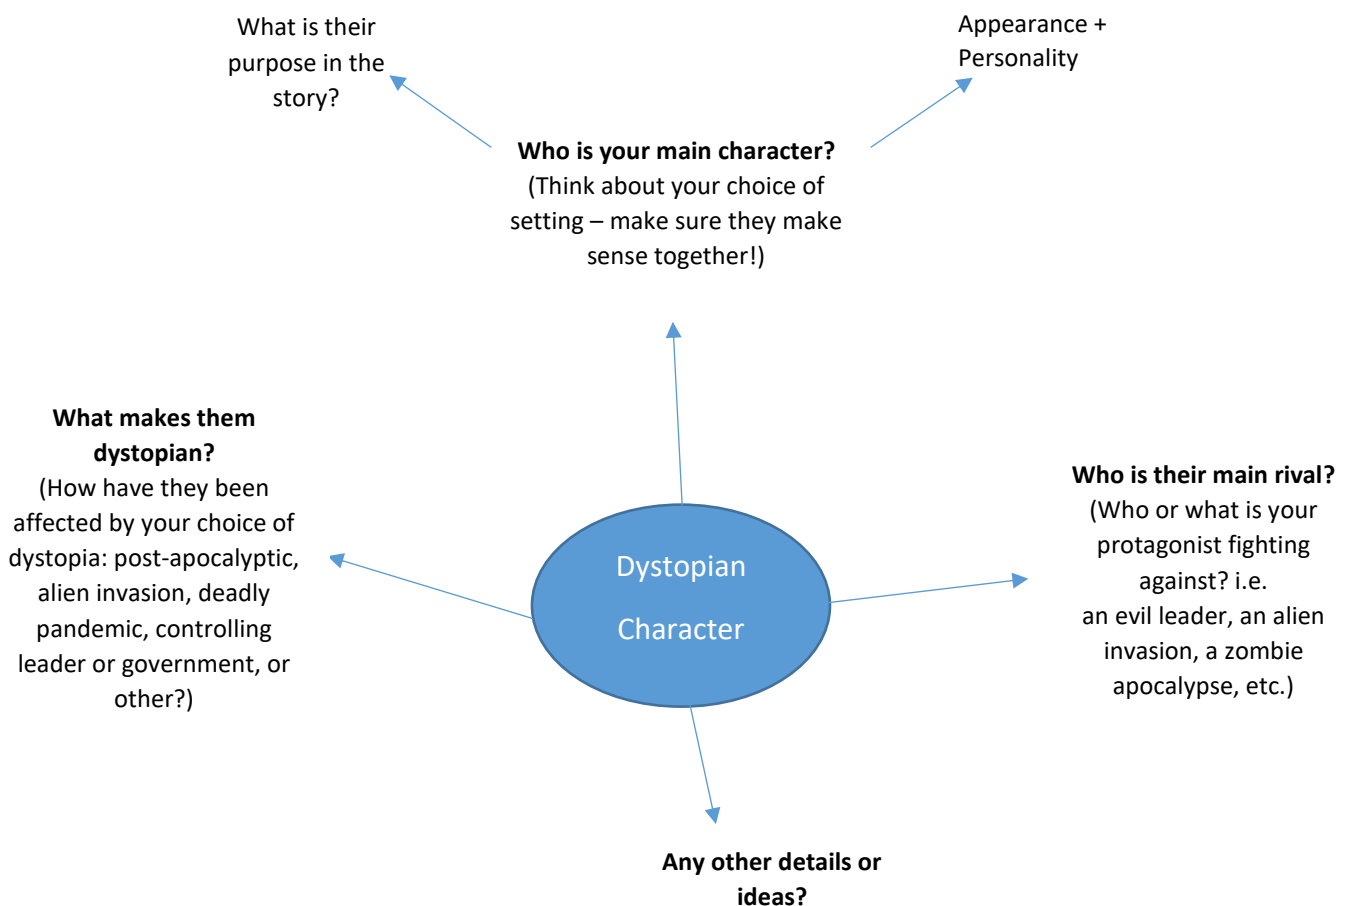 What is their
purpose in the
story?
Appearance +
Personality
Who is your main character?
(Think about your choice of
setting – make sure they make
sense together!)
What makes them
dystopian?
(How have they been
affected by your choice of
dystopia: post-apocalyptic,
alien invasion, deadly
pandemic, controlling
leader or government, or
other?)
Dystopian
Character
Who is their main rival?
(Who or what is your
protagonist fighting
against? i.e.
an evil leader, an alien
invasion, a zombie
apocalypse, etc.)
Any other details or
ideas?